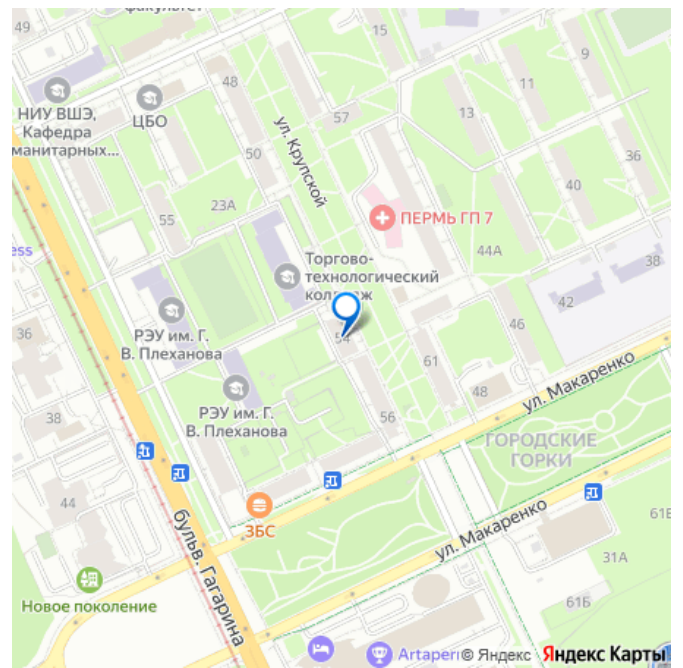 факультет
49
15
9
НИУ ВШЭ,
Кафедра
манитарных...
ЦБО
48
11
57
13
ул. Крупской
50
36
23А
40
55
ПЕРМЬ ГП 7
ess
44А
38
Торгово-
технологический
колледж
42
36
РЭУ им. Г.
В. Плеханова
54
46
61
48
ул. Макаренко
РЭУ им. Г.
В. Плеханова
38
56
ГОРОДСКИЕ
ГОРКИ
44
ЗБС
бульв. Гагарина
ул. Макаренко
61Б
31А
Новое поколение
61Б
Artaperi
© Яндекс Яндекс Карты